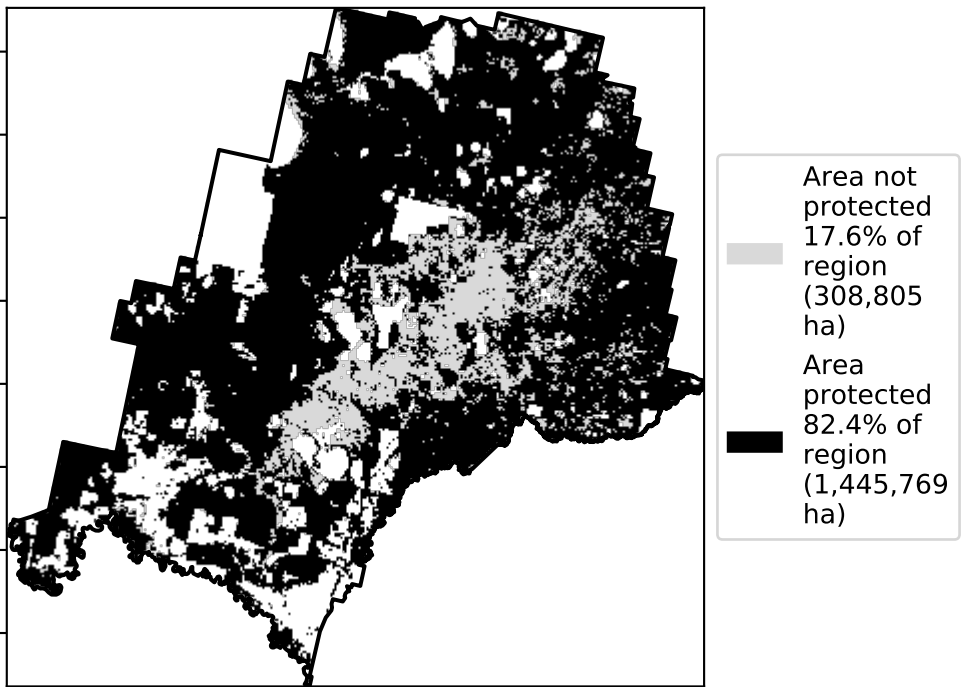 Area not
protected
17.6% of
region
(308,805
ha)
Area
protected
82.4% of
region
(1,445,769
ha)